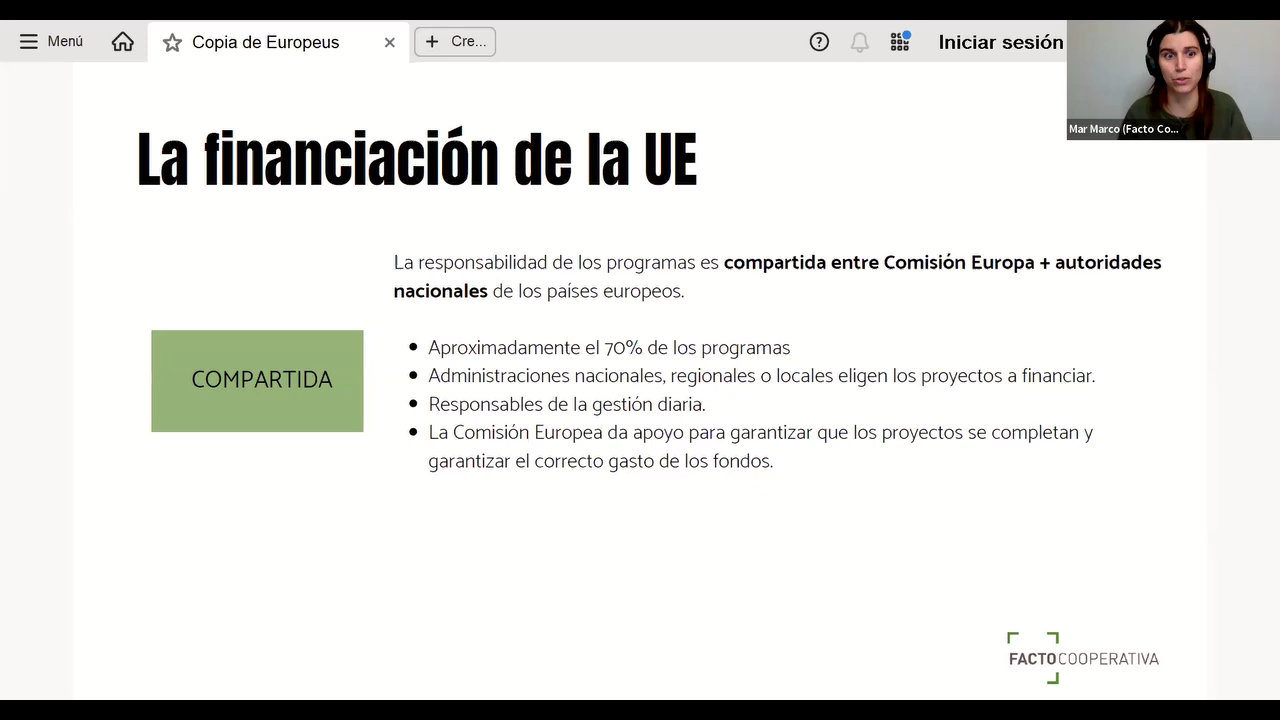 Menú
Copia de Europeus
Cre...
Iniciar sesión
Mar Marco (Facto Co...
La financiación de la UE
La responsabilidad de los programas es compartida entre Comisión Europa + autoridades
nacionales de los países europeos.
COMPARTIDA
Aproximadamente el 70% de los programas
Administraciones nacionales, regionales o locales eligen los proyectos a financiar.
Responsables de la gestión diaria.
La Comisión Europea da apoyo para garantizar que los proyectos se completan y
garantizar el correcto gasto de los fondos.
FACTOCOOPERATIVA